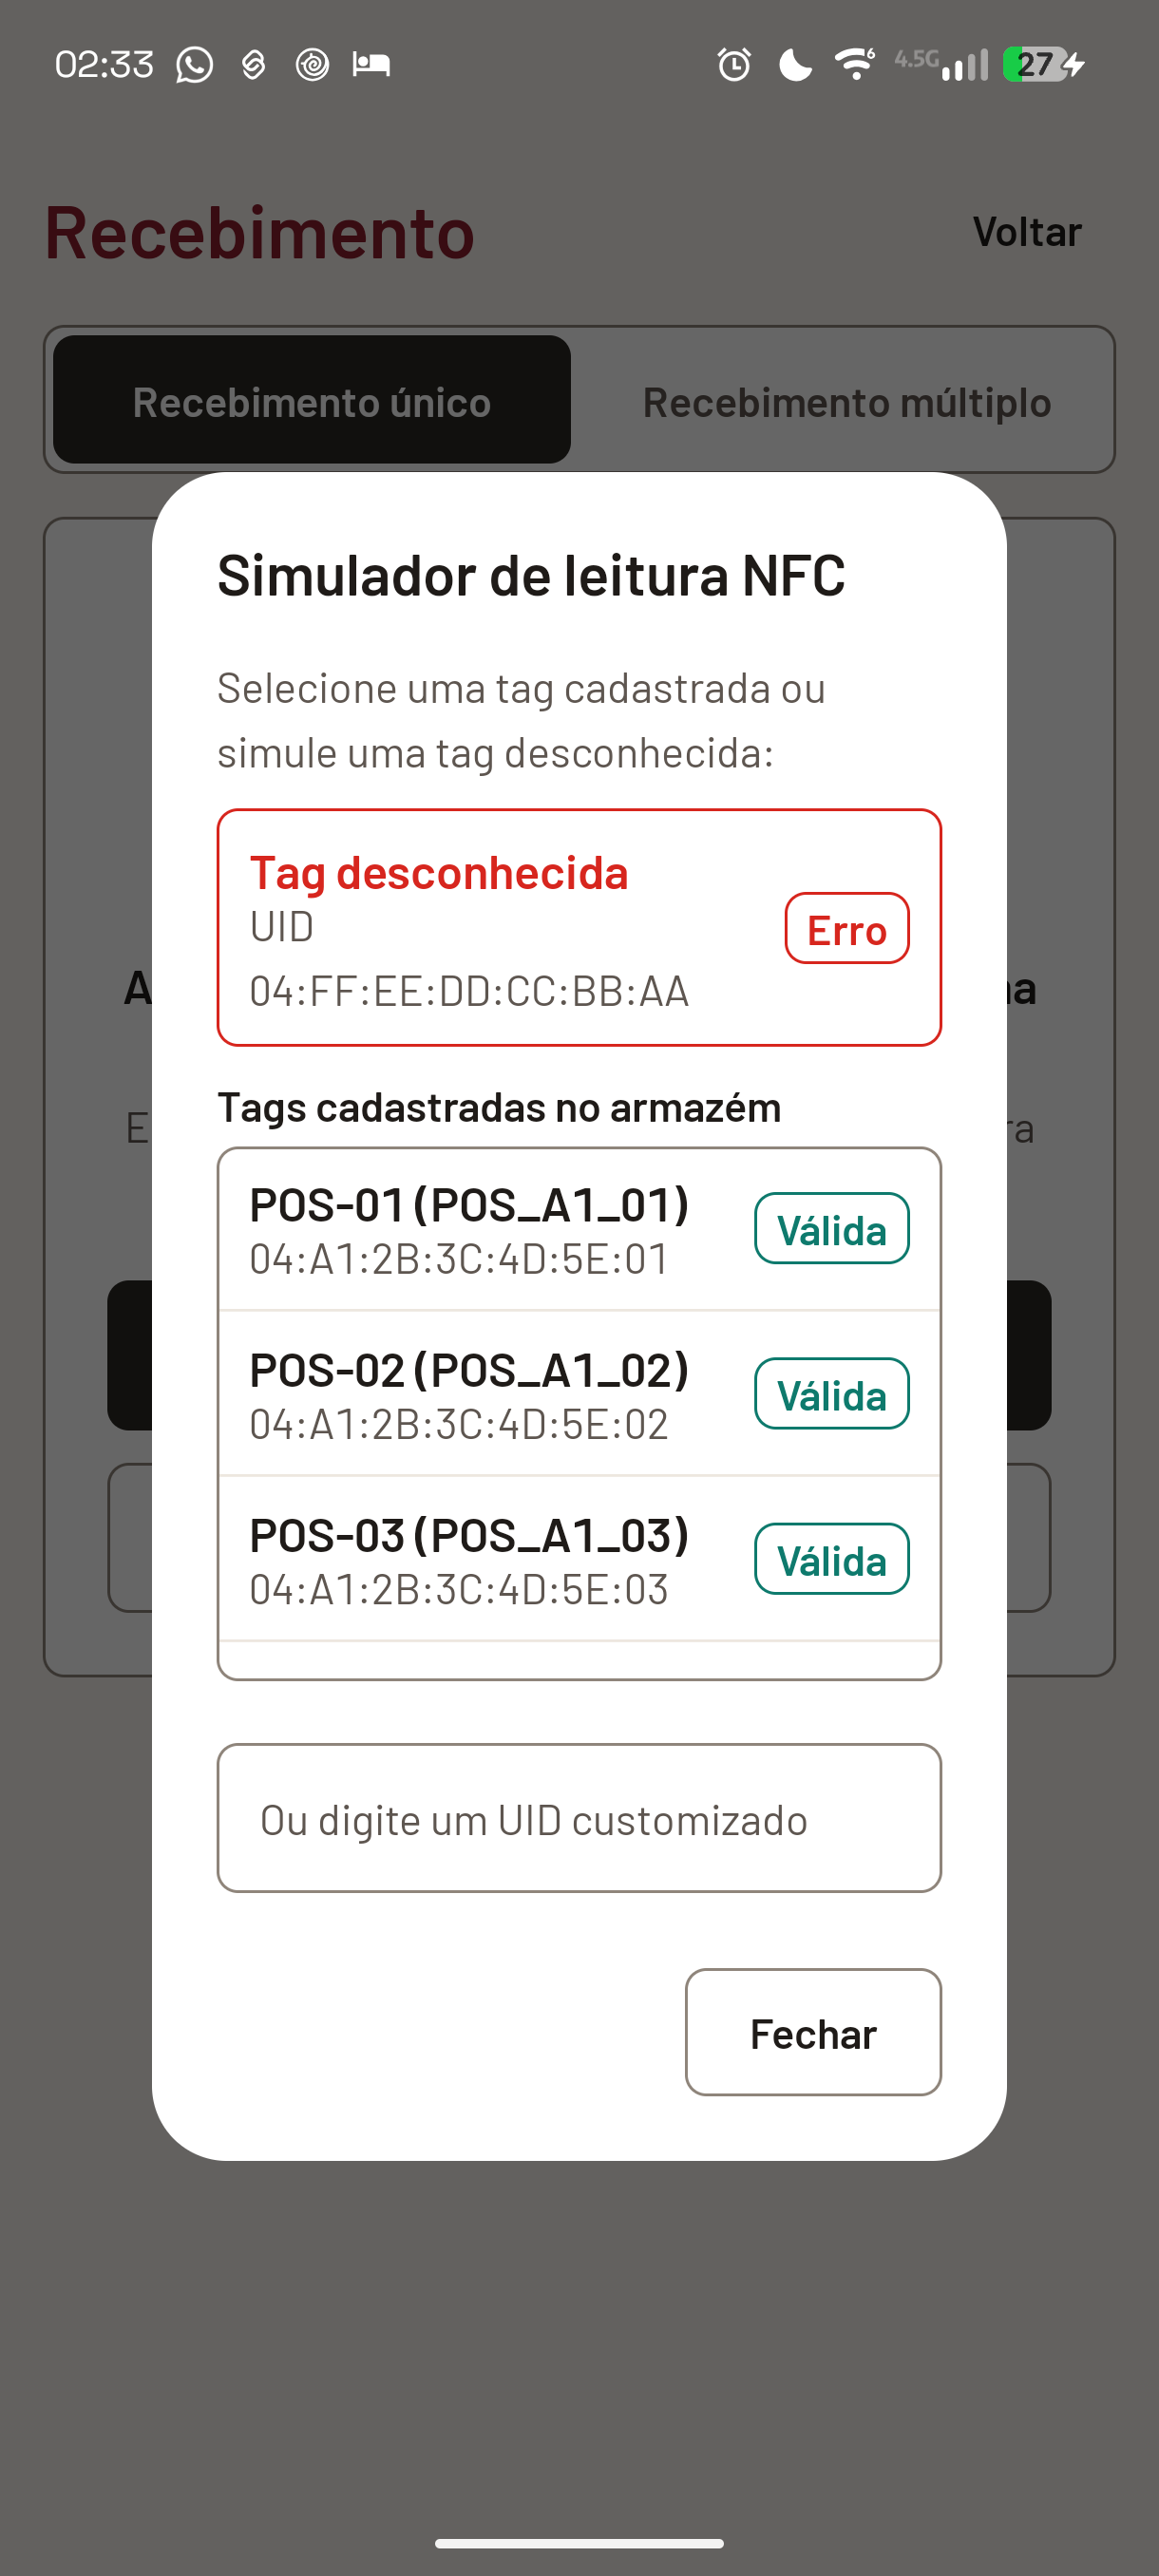 02:33
6
4.5G
27
Recebimento
Voltar
Recebimento único
Recebimento múltiplo
Simulador de leitura NFC
Selecione uma tag cadastrada ou
simule uma tag desconhecida:
Tag desconhecida
UID
04:FF:EE:DD:CC:BB:AA
Erro
Tags cadastradas no armazém
POS-01 (POS_A1_01)
04:A1:2B:3C:4D:5E:01
Válida
POS-02 (POS_A1_02)
04:A1:2B:3C:4D:5E:02
Válida
POS-03 (POS_A1_03)
04:A1:2B:3C:4D:5E:03
Válida
Ou digite um UID customizado
Fechar